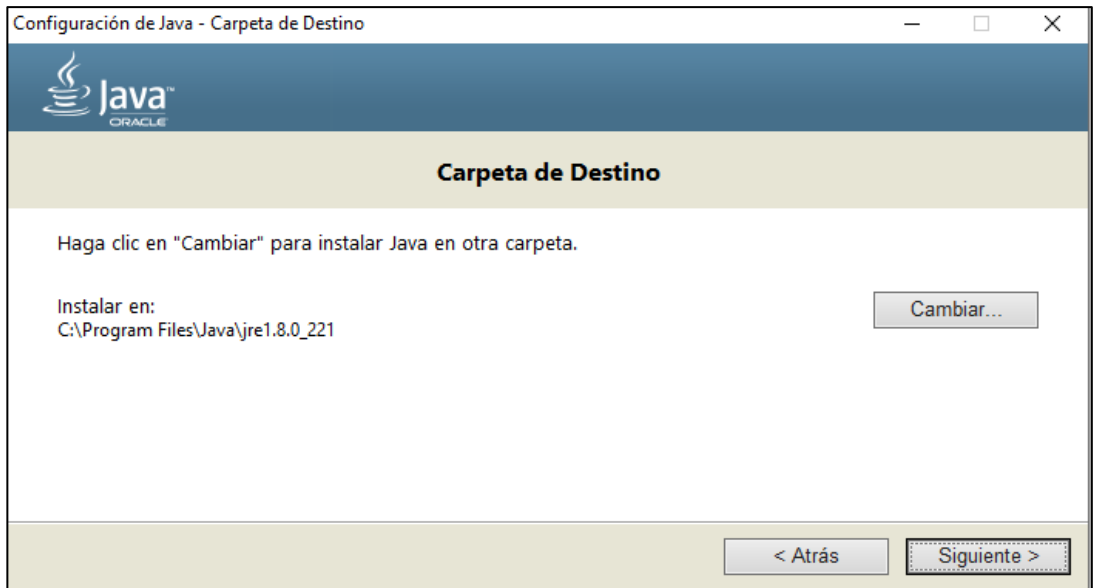 Configuración de Java - Carpeta de Destino
Java™
ORACLE
Carpeta de Destino
Haga clic en "Cambiar" para instalar Java en otra carpeta.
Instalar en:
Cambiar...
C:\Program Files\Java\jre1.8.0_221
< Atrás
Siguiente >